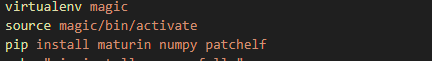 virtualenv magic
source magic/bin/activate
pip install maturin numpy patchelf